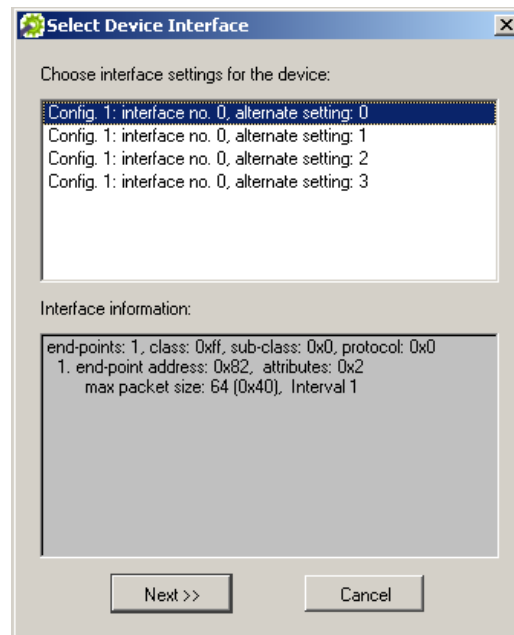 Select Device Interface
Choose interface settings for the device:
Config. 1: interface no. 0, alternate setting: 0
Config. 1: interface no. 0, alternate setting: 1
Config. 1: interface no. 0, alternate setting: 2
Config. 1: interface no. 0, alternate setting: 3
Interface information:
end-points: 1, class: 0xff, sub-class: 0x0, protocol: 0x0
1. end-point address: 0x82, attributes: 0x2
max packet size: 64 (0x40), Interval 1
Next >>
Cancel